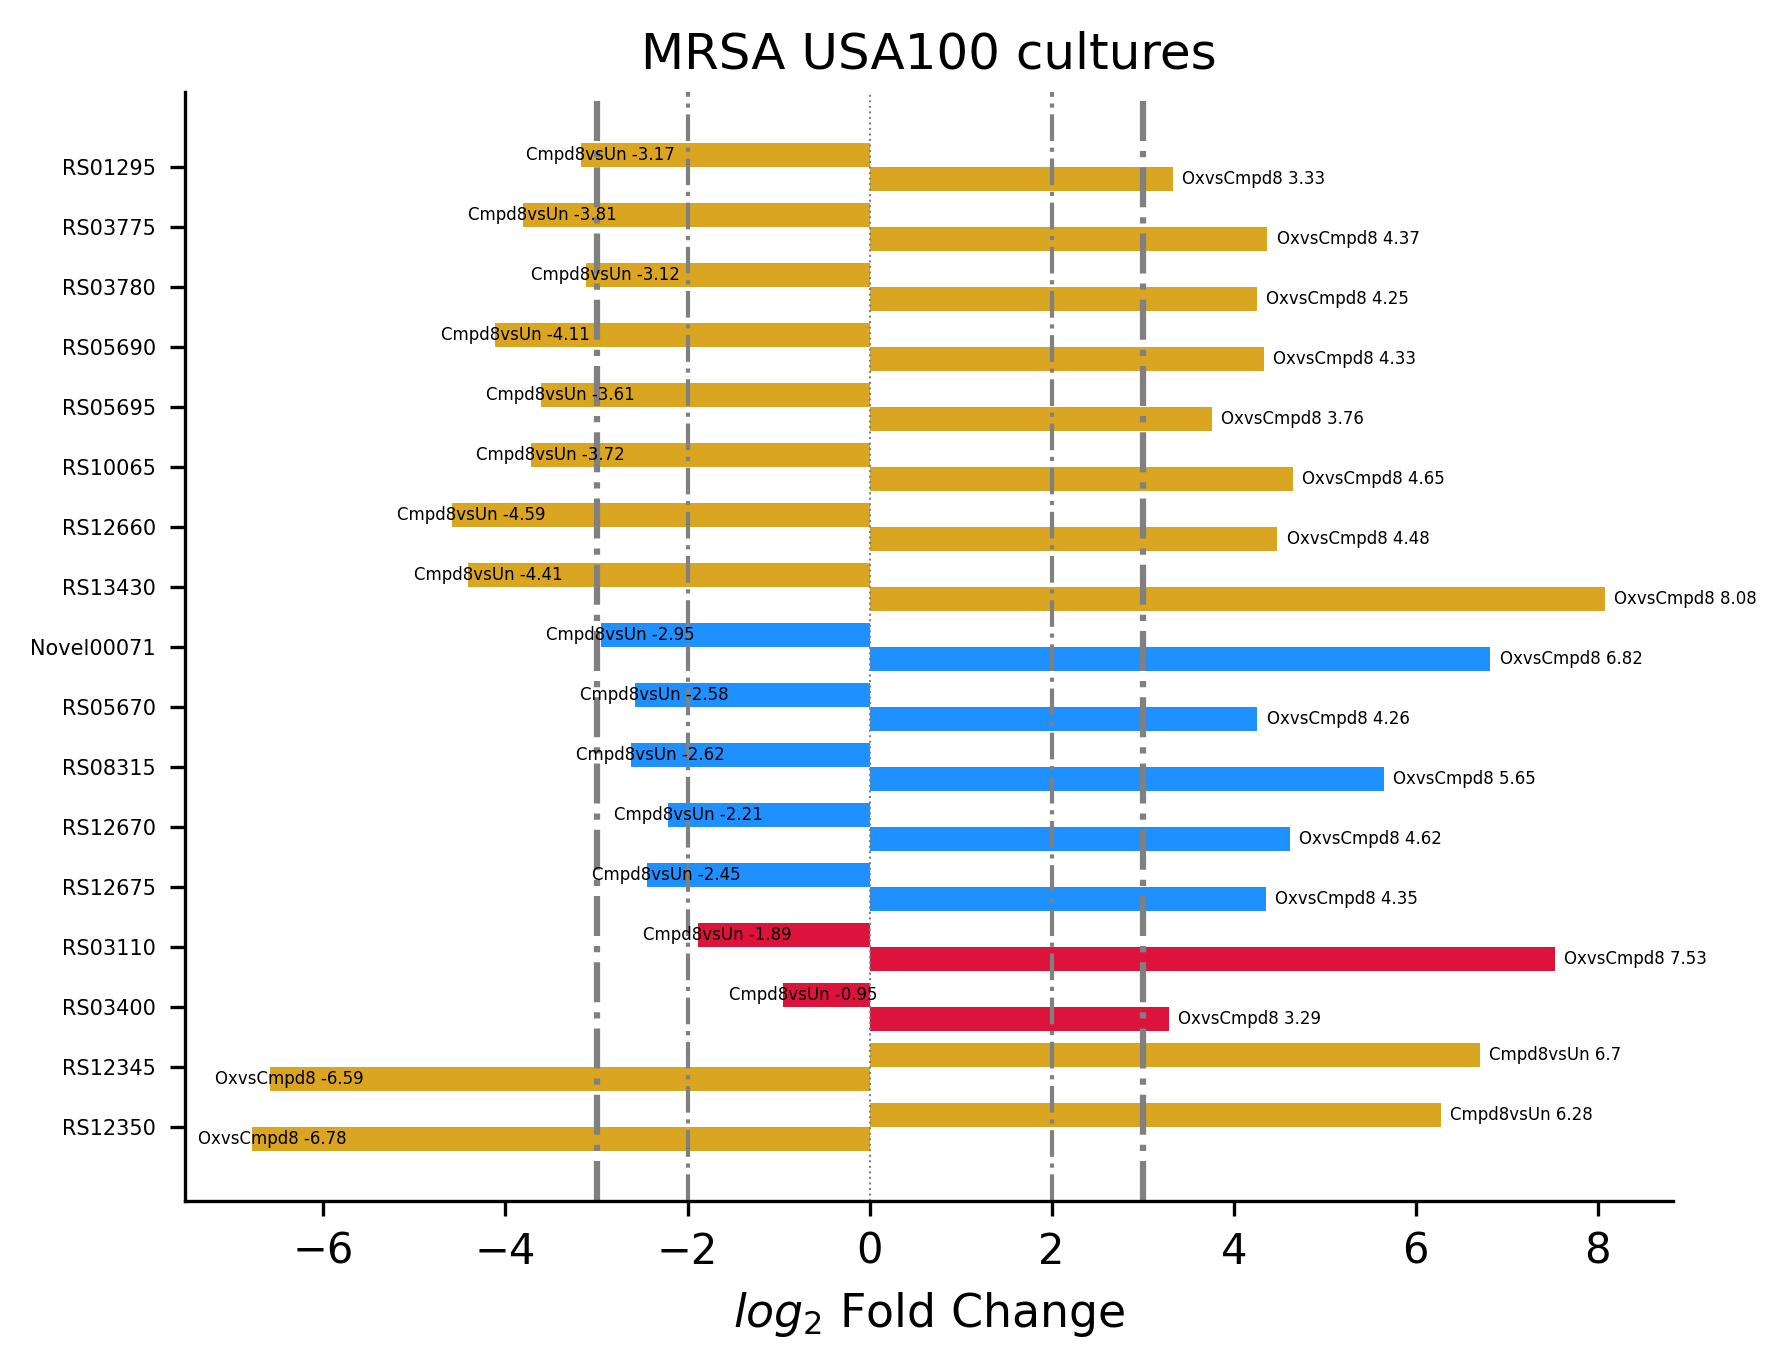 MRSA USA100 cultures
RS01295
Cmpd8vsUn -3.17
OxvsCmpd8 3.33
RS03775
Cmpd8vsUn -3.81
OxvsCmpd8 4.37
RS03780
Cmpd8vsUn -3.12
OxvsCmpd8 4.25
RS05690
Cmpd8vsUn -4.11
OxvsCmpd8 4.33
RS05695
Cmpd8vsUn -3.61
OxvsCmpd8 3.76
RS10065
Cmpd8vsUn -3.72
OxvsCmpd8 4.65
RS12660
Cmpd8vsUn -4.59
OxvsCmpd8 4.48
RS13430
Cmpd8vsUn -4.41
OxvsCmpd8 8.08
Novel00071
Cmpd8vsUn -2.95
OxvsCmpd8 6.82
RS05670
Cmpd8vsUn -2.58
OxvsCmpd8 4.26
RS08315
Cmpd8vsUn -2.62
OxvsCmpd8 5.65
RS12670
Cmpd8vsUn -2.21
OxvsCmpd8 4.62
RS12675
Cmpd8vsUn -2.45
OxvsCmpd8 4.35
RS03110
Cmpd8vsUn -1.89
OxvsCmpd8 7.53
RS03400
Cmpd8vsUn -0.95
OxvsCmpd8 3.29
RS12345
Cmpd8vsUn 6.7
OxvsCmpd8 -6.59
RS12350
Cmpd8vsUn 6.28
OxvsCmpd8 -6.78
−6 −4 −2 0 2 4 6 8
log₂ Fold Change